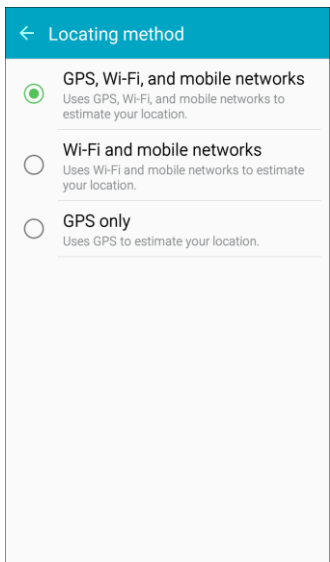 Locating method
GPS, Wi-Fi, and mobile networks
Uses GPS, Wi-Fi, and mobile networks to
estimate your location.
Wi-Fi and mobile networks
Uses Wi-Fi and mobile networks to estimate
your location.
GPS only
Uses GPS to estimate your location.